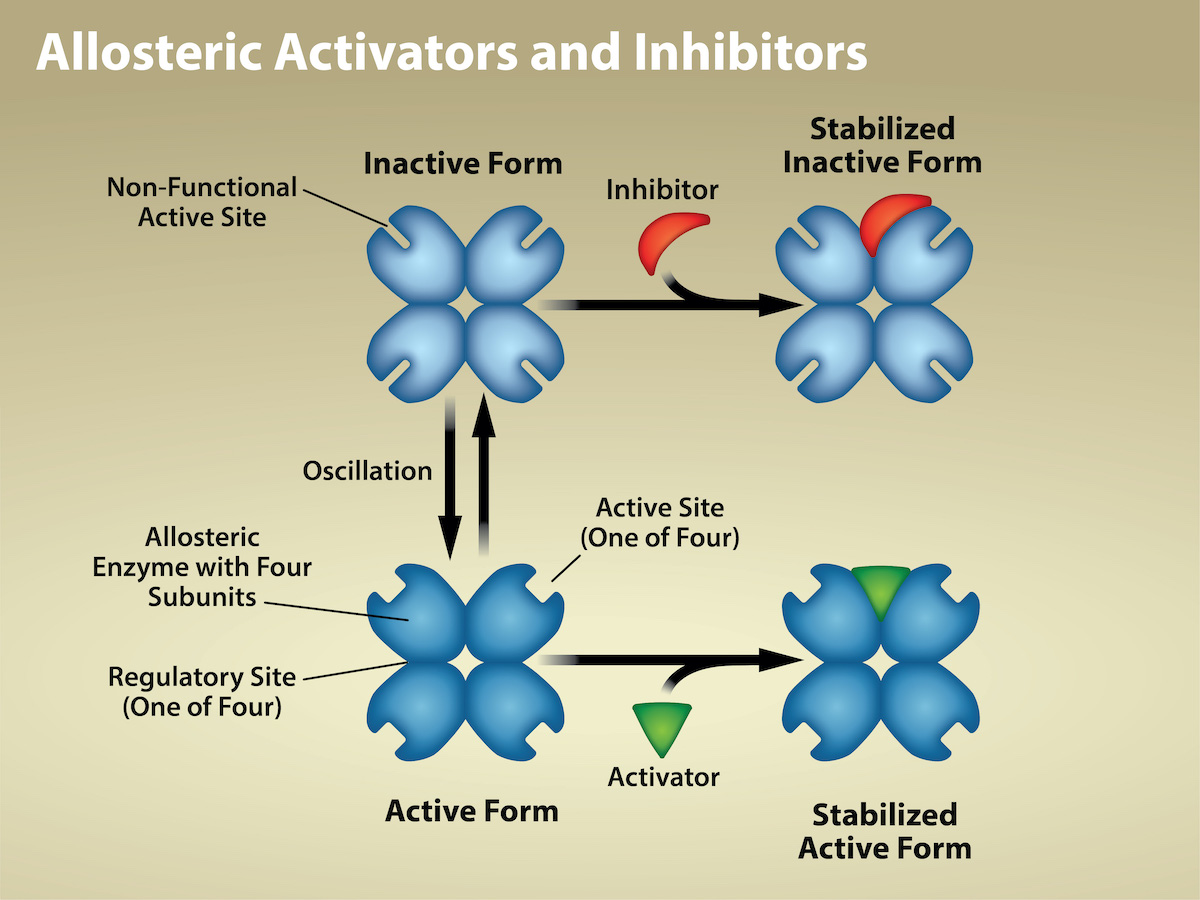 Allosteric Activators and Inhibitors
Non-Functional
Active Site
Inactive Form
Inhibitor
Stabilized
Inactive Form
Oscillation
Allosteric
Enzyme with Four
Subunits
Active Site
(One of Four)
Regulatory Site
(One of Four)
Activator
Active Form
Stabilized
Active Form